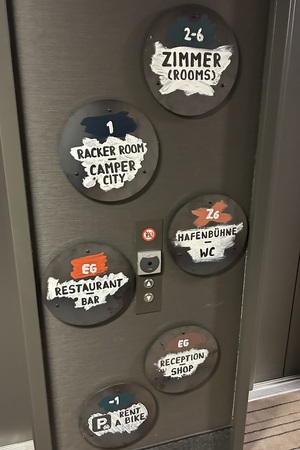 2-6
ZIMMER
(ROOMS)
1
RACKER ROOM
–
CAMPER
CITY
ZG
HAFENBÜHNE
–
WC
EG
RESTAURANT
–
BAR
EG
RECEPTION
–
SHOP
-1
P
RENT
A BIKE